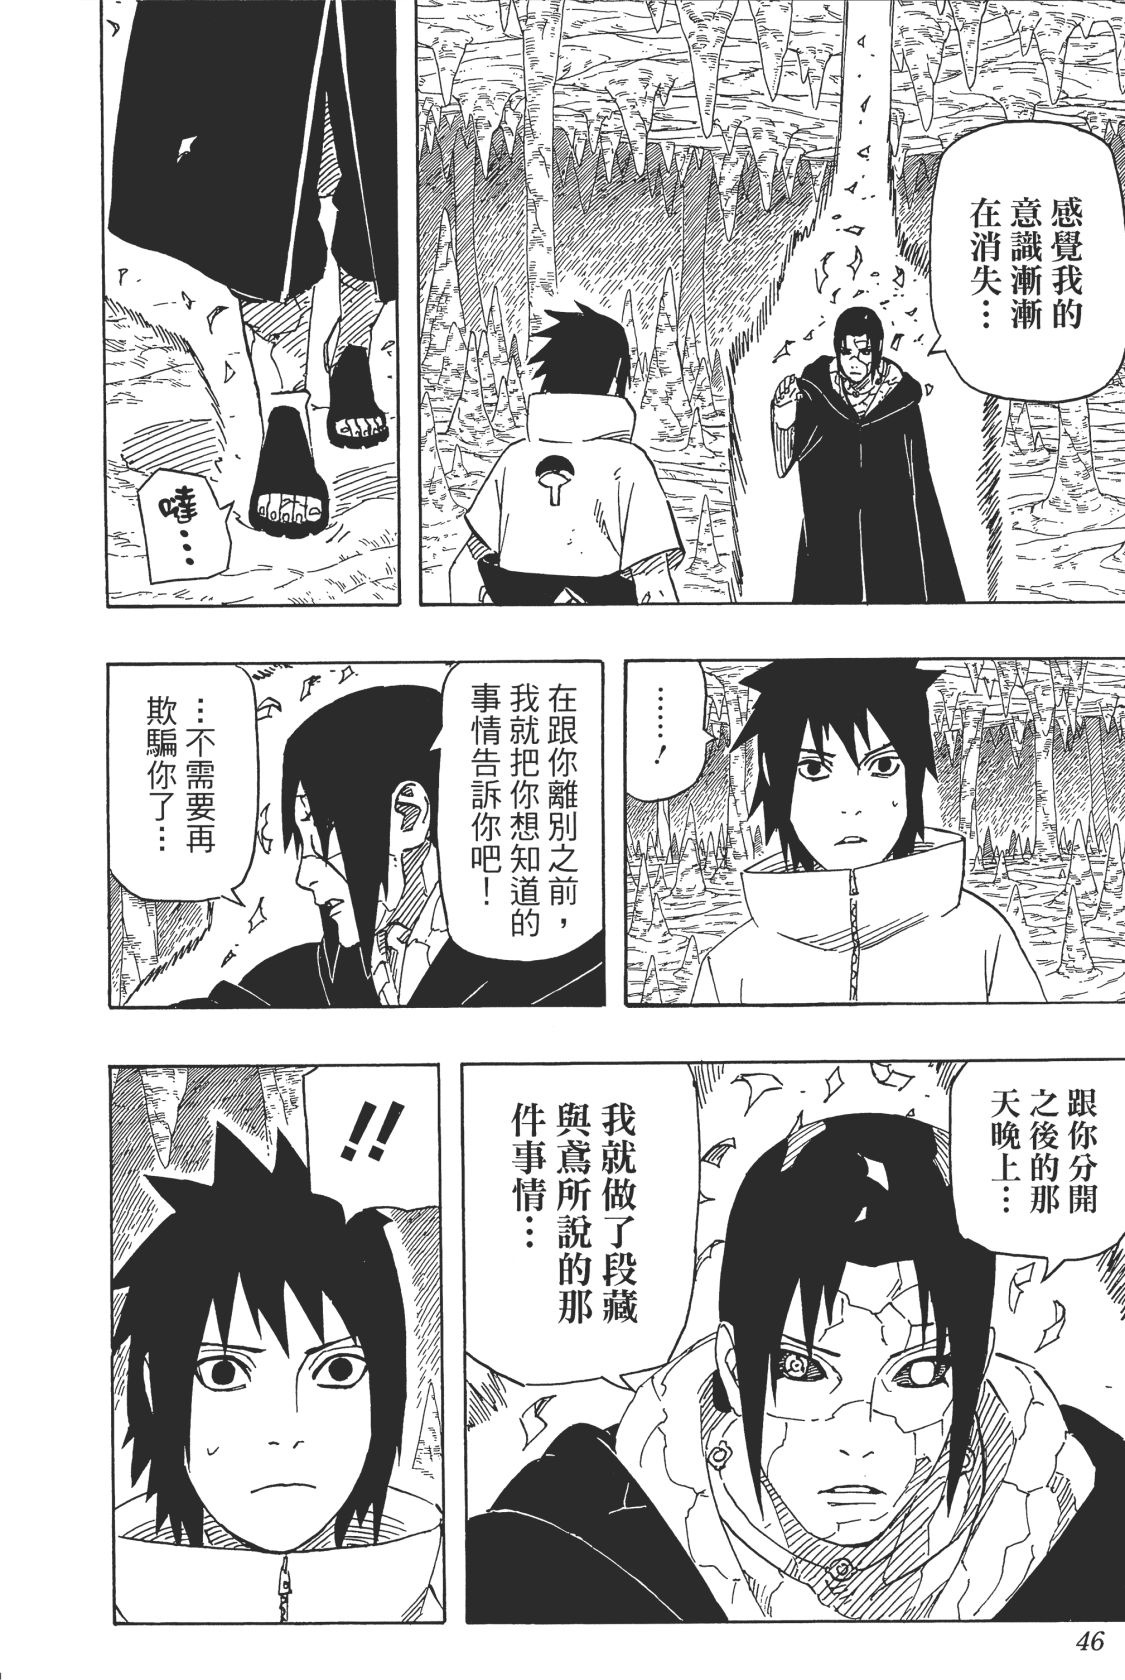 感覺我的
意識漸漸
在消失…
噠…
……！
在跟你離別之前，
我就把你想知道的
事情告訴你吧！
…不需要再
欺騙你了…
跟你分開
之後的那
天晚上…
我就做了段藏
與鳶所說的那
件事情…
!!
46